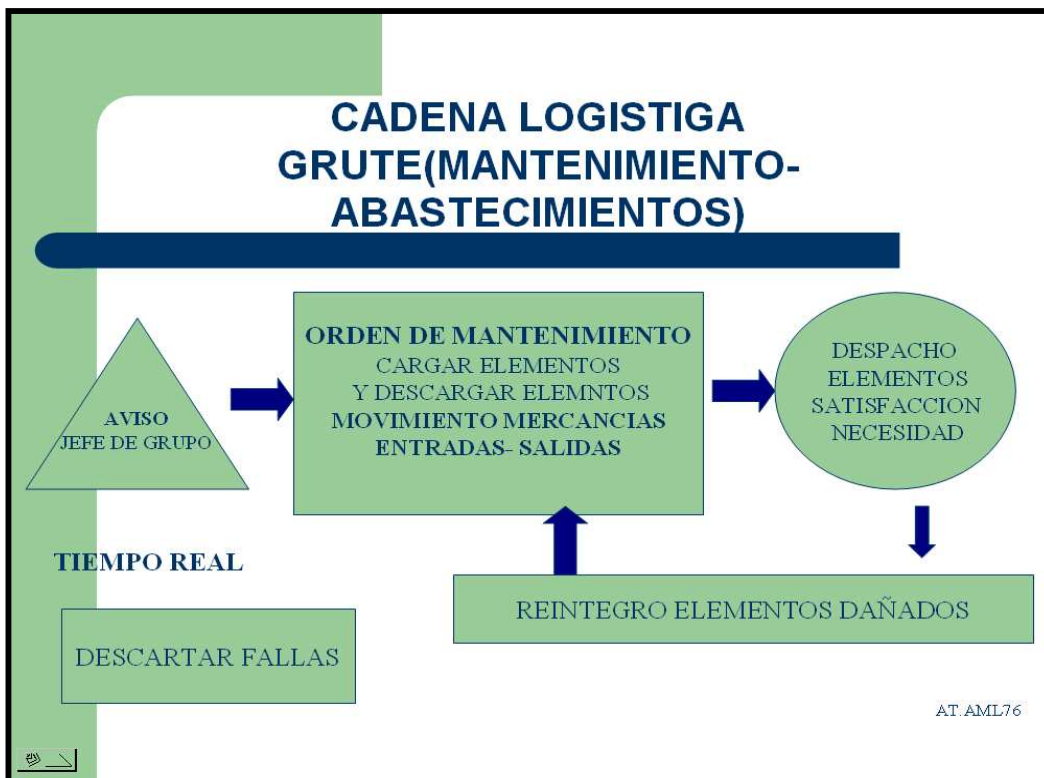 CADENA LOGISTIGA
GRUTE(MANTENIMIENTO-
ABASTECIMIENTOS)
AVISO
JEFE DE GRUPO
ORDEN DE MANTENIMIENTO
CARGAR ELEMENTOS
Y DESCARGAR ELEMNTOS
MOVIMIENTO MERCANCIAS
ENTRADAS- SALIDAS
DESPACHO
ELEMENTOS
SATISFACCION
NECESIDAD
TIEMPO REAL
REINTEGRO ELEMENTOS DAÑADOS
DESCARTAR FALLAS
AT.AML76